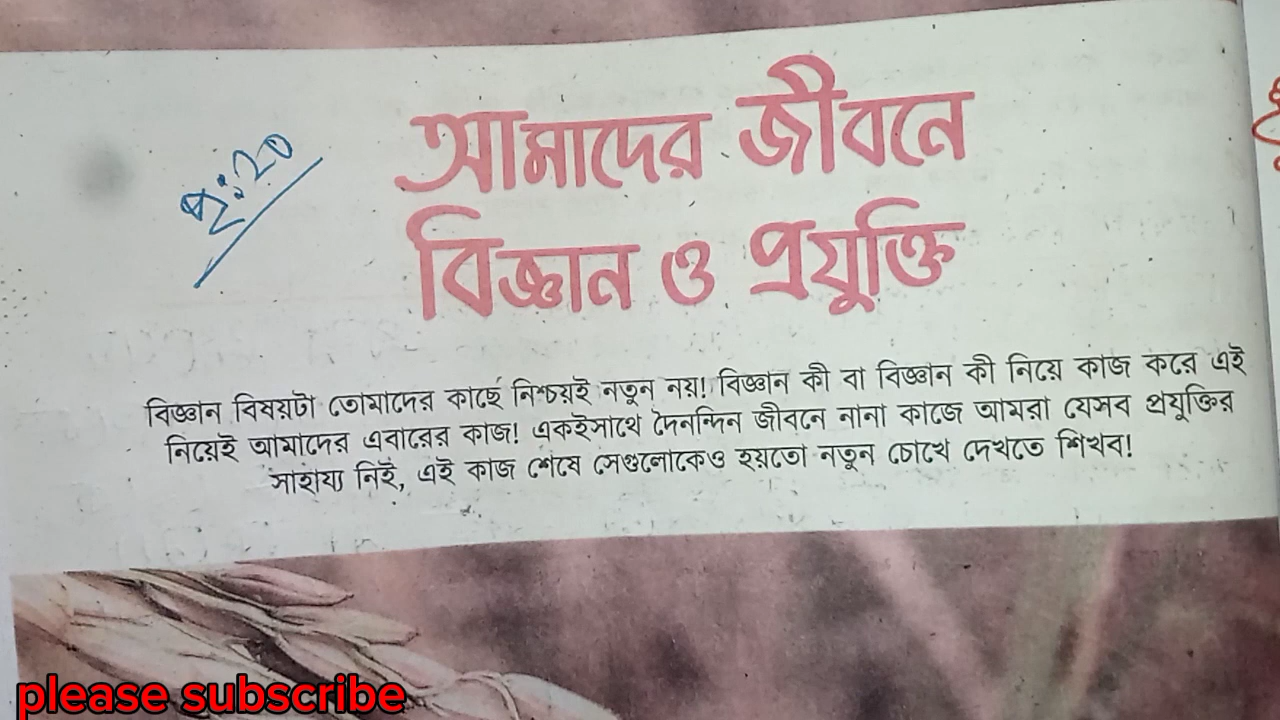 আমাদের জীবনে
পৃ:২০
বিজ্ঞান ও প্রযুক্তি
বিজ্ঞান বিষয়টা তোমাদের কাছে নিশ্চয়ই নতুন নয়! বিজ্ঞান কী বা বিজ্ঞান কী নিয়ে কাজ করে এই
নিয়েই আমাদের এবারের কাজ! একইসাথে দৈনন্দিন জীবনে নানা কাজে আমরা যেসব প্রযুক্তির
সাহায্য নিই, এই কাজ শেষে সেগুলোকেও হয়তো নতুন চোখে দেখতে শিখব!
please subscribe